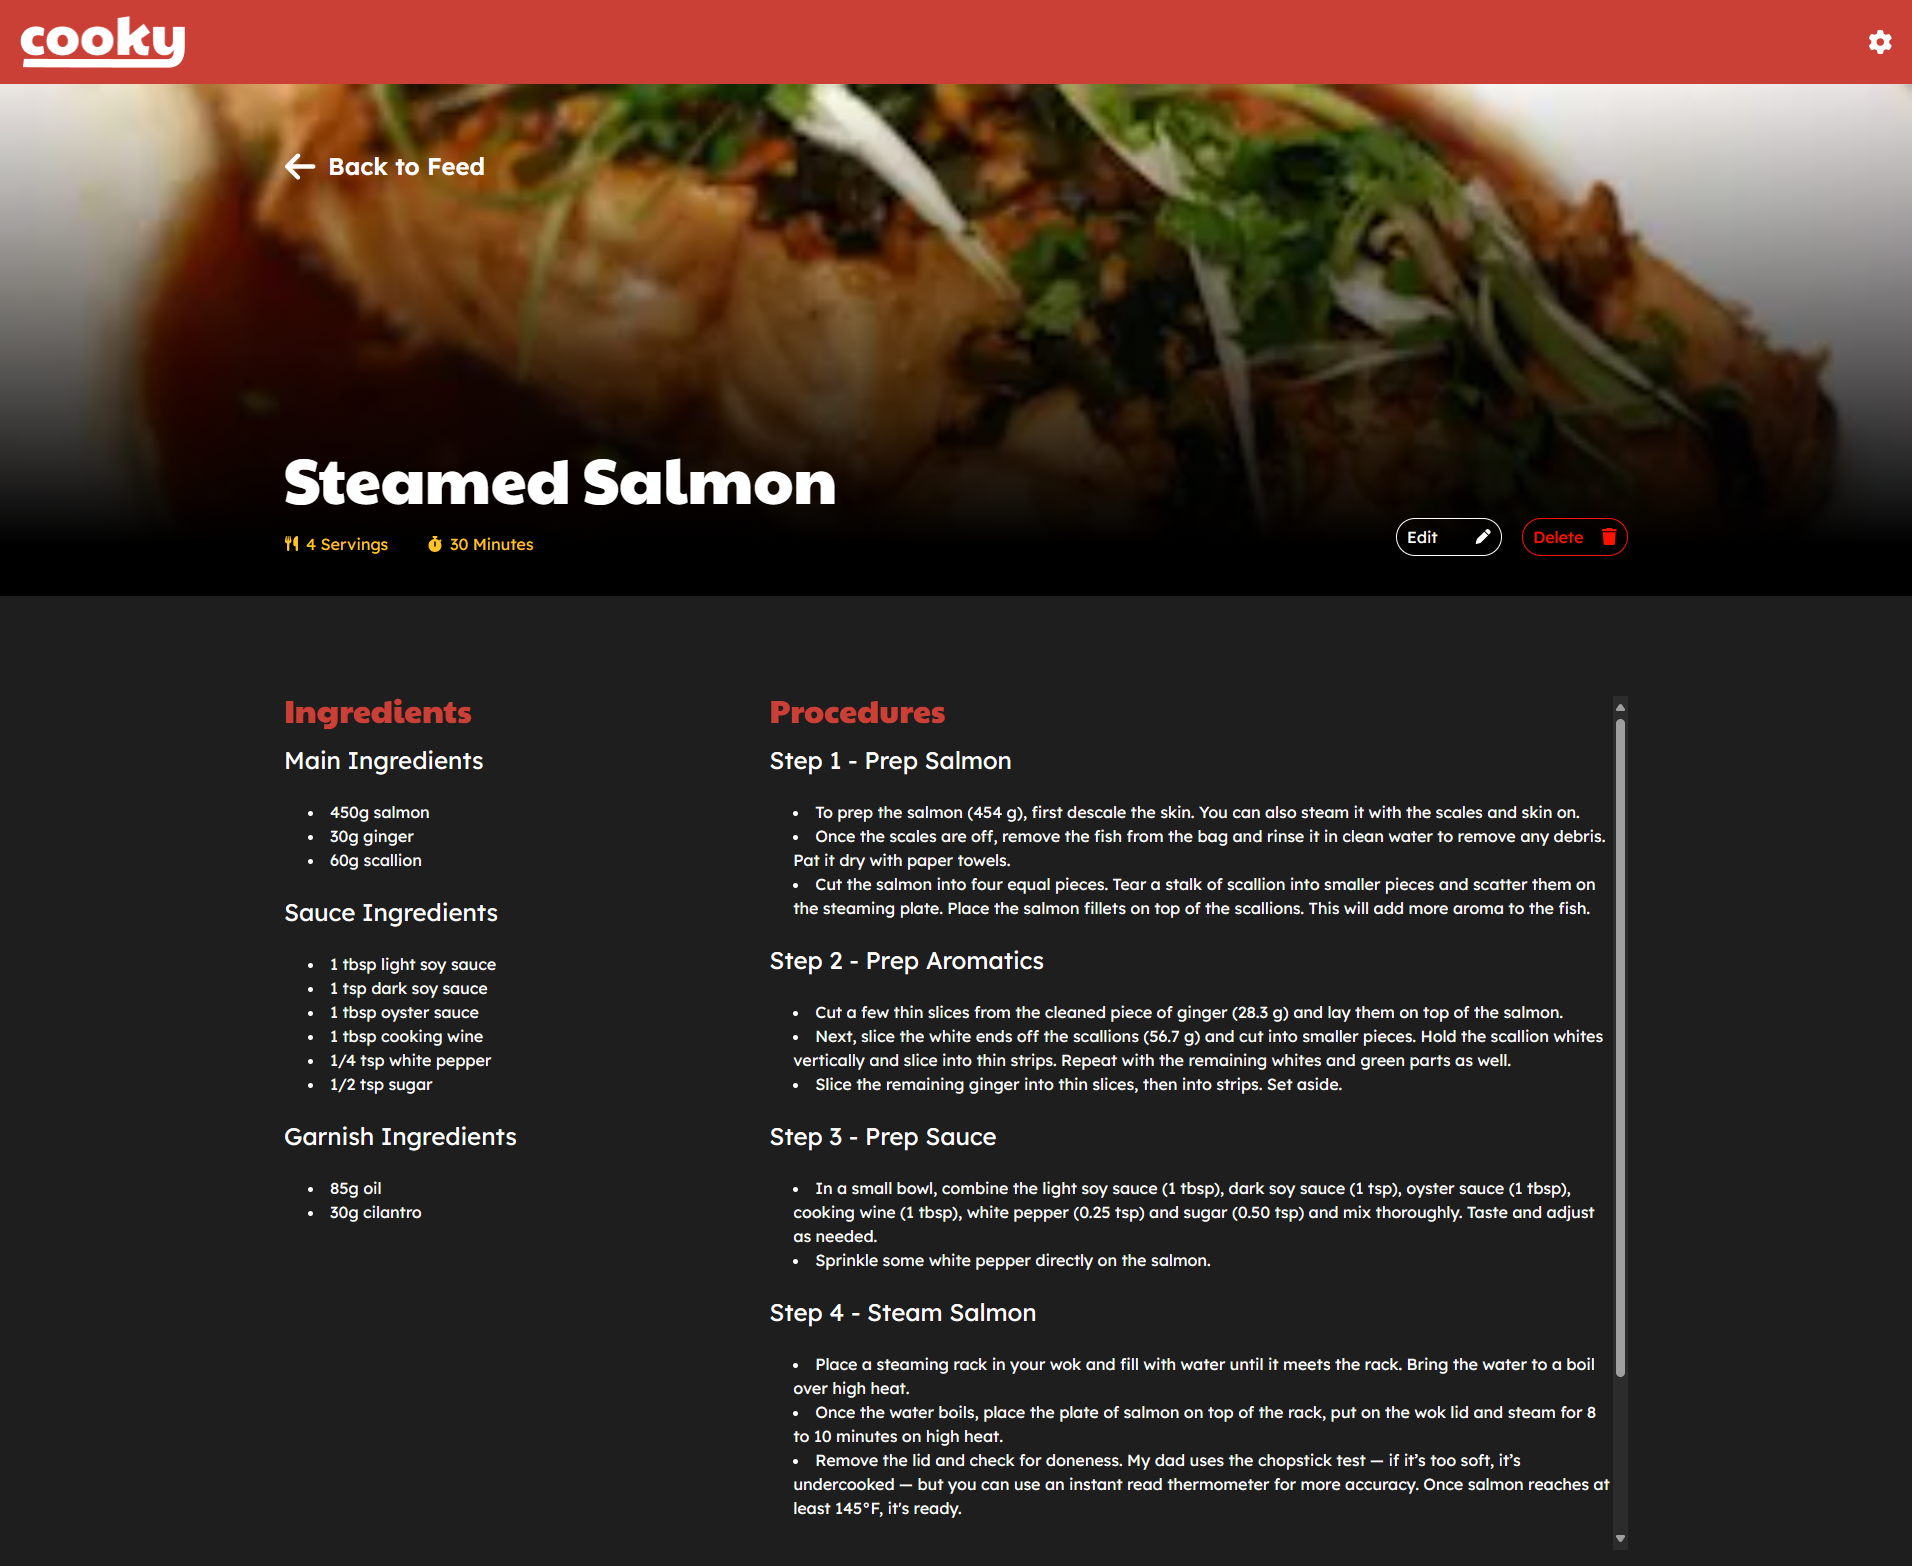 cooky
Back to Feed
Steamed Salmon
4 Servings
30 Minutes
Edit
Delete
Ingredients
Main Ingredients
• 450g salmon
• 30g ginger
• 60g scallion
Sauce Ingredients
• 1 tbsp light soy sauce
• 1 tsp dark soy sauce
• 1 tbsp oyster sauce
• 1 tbsp cooking wine
• 1/4 tsp white pepper
• 1/2 tsp sugar
Garnish Ingredients
• 85g oil
• 30g cilantro
Procedures
Step 1 - Prep Salmon
• To prep the salmon (454 g), first descale the skin. You can also steam it with the scales and skin on.
• Once the scales are off, remove the fish from the bag and rinse it in clean water to remove any debris.
Pat it dry with paper towels.
• Cut the salmon into four equal pieces. Tear a stalk of scallion into smaller pieces and scatter them on
the steaming plate. Place the salmon fillets on top of the scallions. This will add more aroma to the fish.
Step 2 - Prep Aromatics
• Cut a few thin slices from the cleaned piece of ginger (28.3 g) and lay them on top of the salmon.
• Next, slice the white ends off the scallions (56.7 g) and cut into smaller pieces. Hold the scallion whites
vertically and slice into thin strips. Repeat with the remaining whites and green parts as well.
• Slice the remaining ginger into thin slices, then into strips. Set aside.
Step 3 - Prep Sauce
• In a small bowl, combine the light soy sauce (1 tbsp), dark soy sauce (1 tsp), oyster sauce (1 tbsp),
cooking wine (1 tbsp), white pepper (0.25 tsp) and sugar (0.50 tsp) and mix thoroughly. Taste and adjust
as needed.
• Sprinkle some white pepper directly on the salmon.
Step 4 - Steam Salmon
• Place a steaming rack in your wok and fill with water until it meets the rack. Bring the water to a boil
over high heat.
• Once the water boils, place the plate of salmon on top of the rack, put on the wok lid and steam for 8
to 10 minutes on high heat.
• Remove the lid and check for doneness. My dad uses the chopstick test — if it’s too soft, it’s
undercooked — but you can use an instant read thermometer for more accuracy. Once salmon reaches at
least 145°F, it's ready.